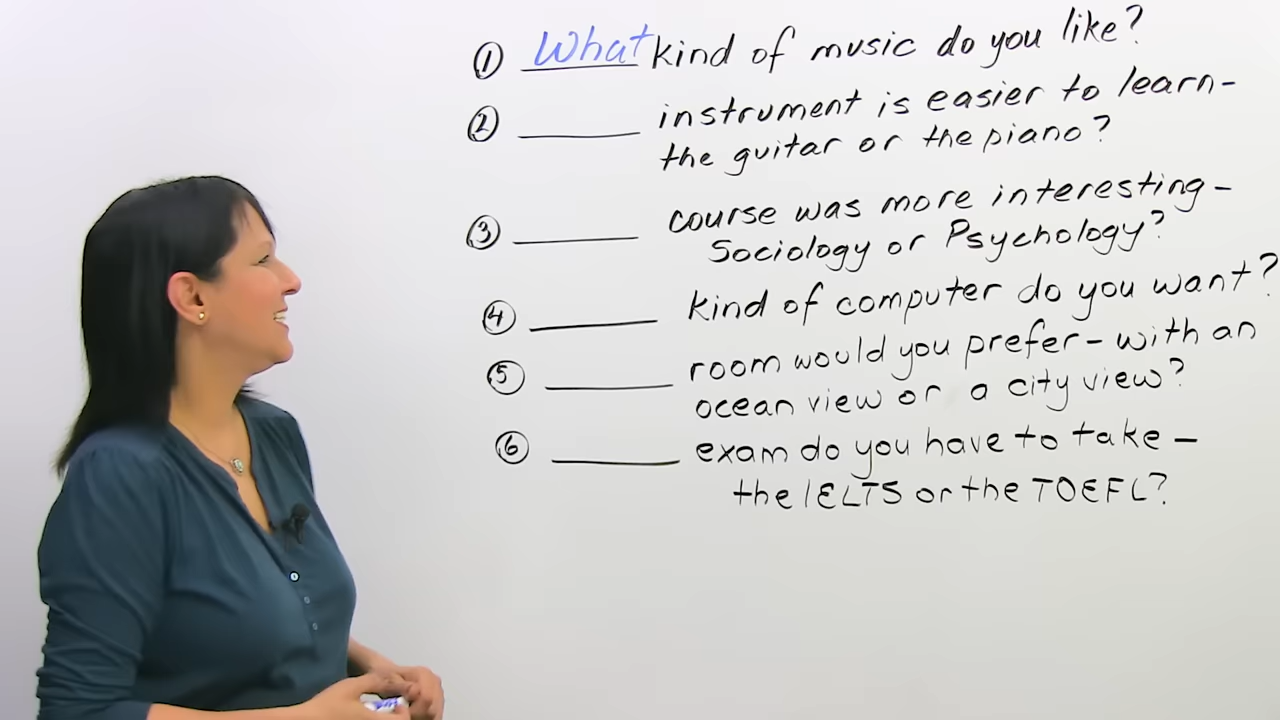 ① What kind of music do you like?
② ______ instrument is easier to learn-
the guitar or the piano?
③ ______ course was more interesting-
Sociology or Psychology?
④ ______ kind of computer do you want?
⑤ ______ room would you prefer- with an
ocean view or a city view?
⑥ ______ exam do you have to take -
the IELTS or the TOEFL?